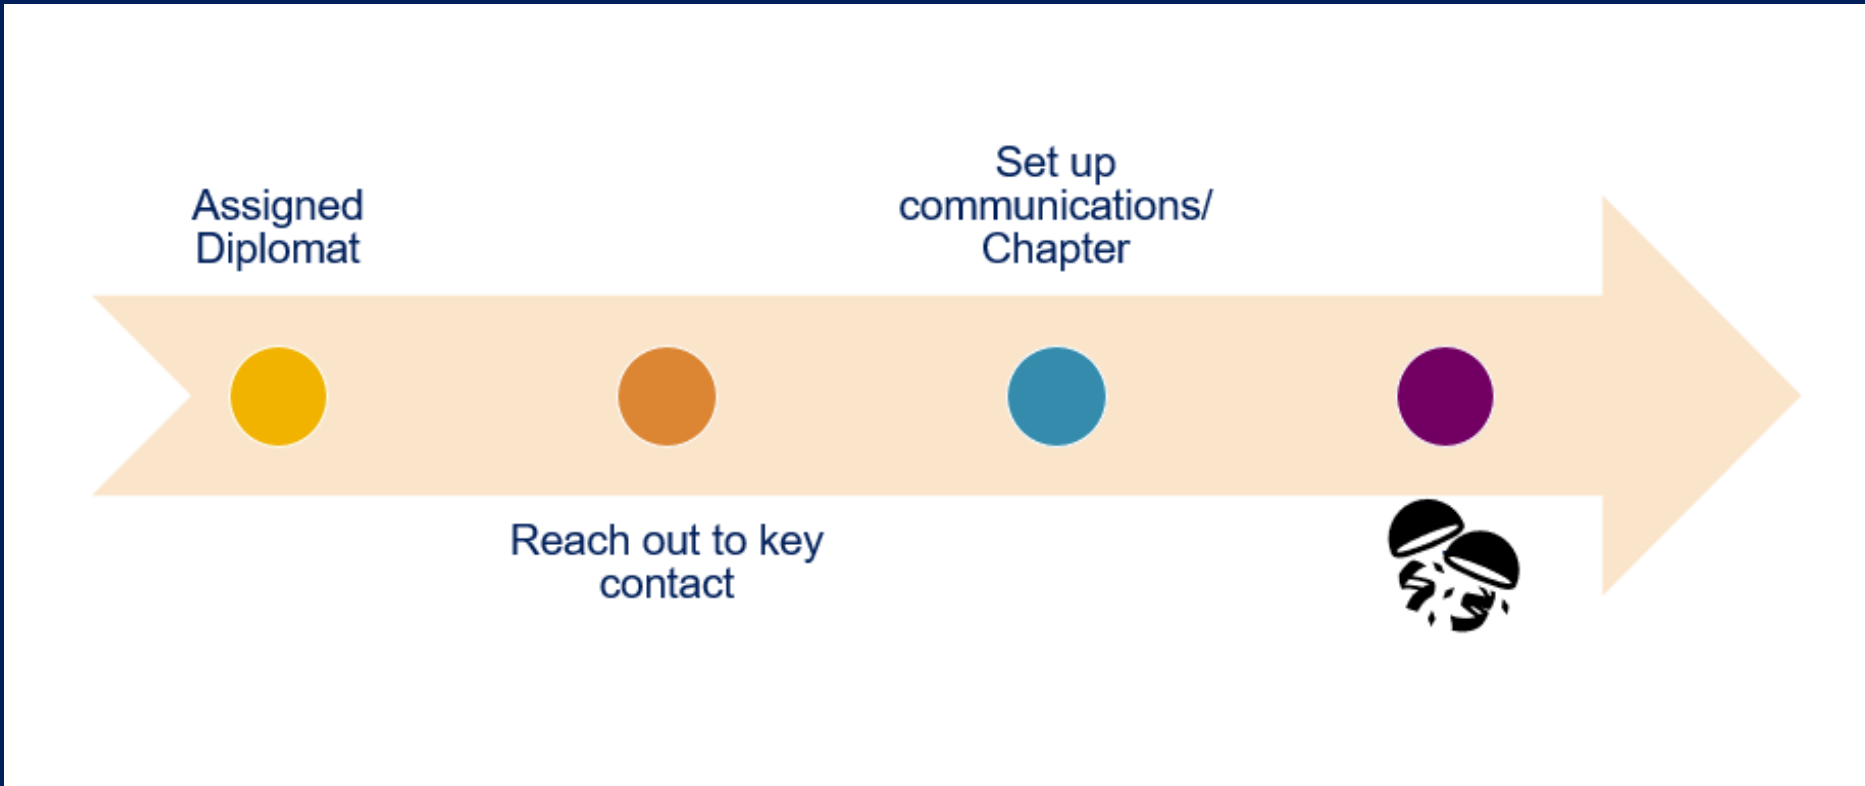 Assigned
Diplomat
Reach out to key
contact
Set up
communications/
Chapter